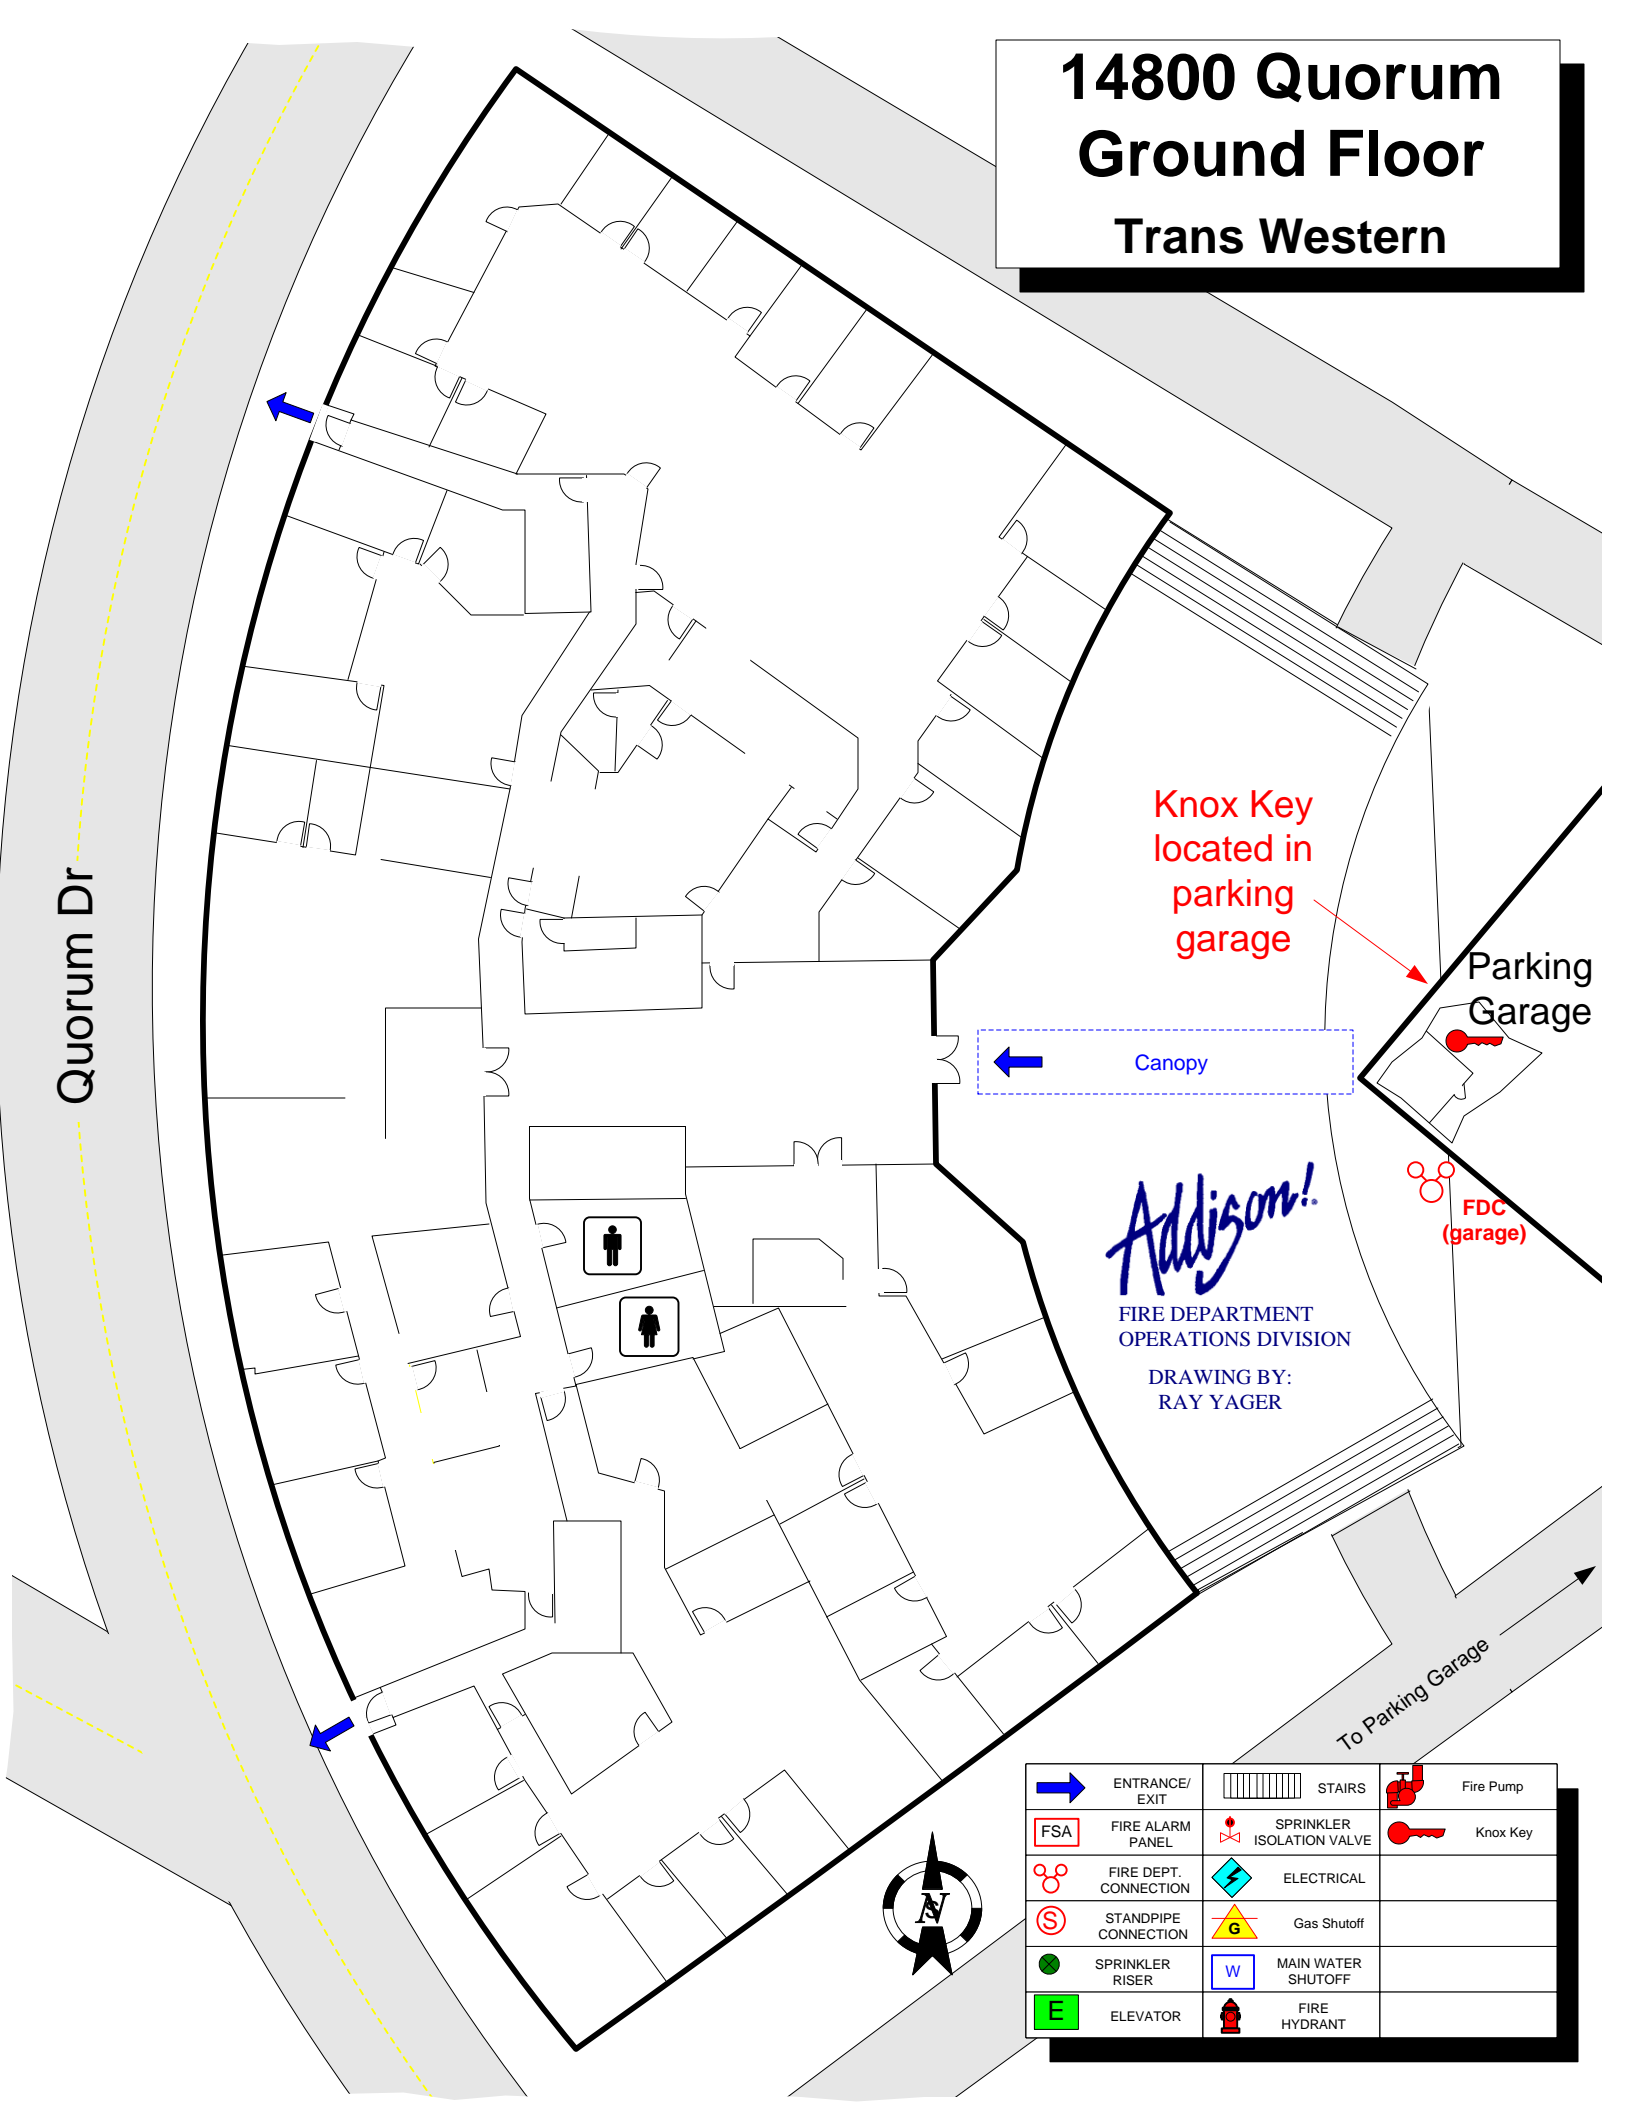 14800 Quorum
Ground Floor
Trans Western
Quorum Dr
Knox Key
located in
parking
garage
Parking
Garage
Canopy
FDC
(garage)
Addison!
FIRE DEPARTMENT
OPERATIONS DIVISION
DRAWING BY:
RAY YAGER
To Parking Garage
N
S
ENTRANCE/
EXIT
STAIRS
Fire Pump
FSA
FIRE ALARM
PANEL
SPRINKLER
ISOLATION VALVE
Knox Key
FIRE DEPT.
CONNECTION
ELECTRICAL
S
STANDPIPE
CONNECTION
G
Gas Shutoff
SPRINKLER
RISER
W
MAIN WATER
SHUTOFF
E
ELEVATOR
FIRE
HYDRANT